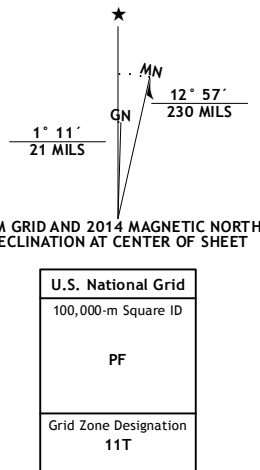 ★
MN
GN
12° 57´
230 MILS
1° 11´
21 MILS
M GRID AND 2014 MAGNETIC NORTH
ECLINATION AT CENTER OF SHEET
U.S. National Grid
100,000-m Square ID
PF
Grid Zone Designation
11T